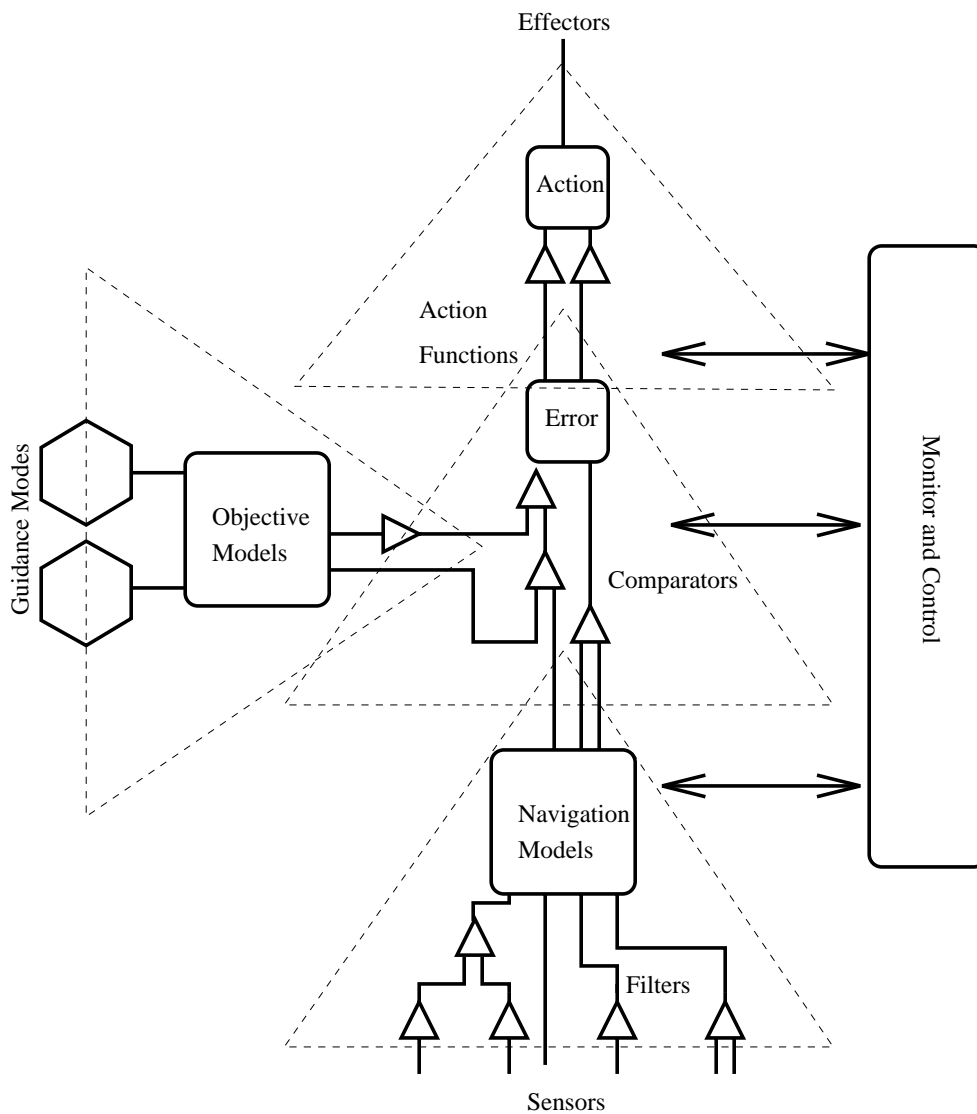 Effectors
Action
Action
Functions
Error
Guidance Modes
Objective
Models
Comparators
Monitor and Control
Navigation
Models
Filters
Sensors